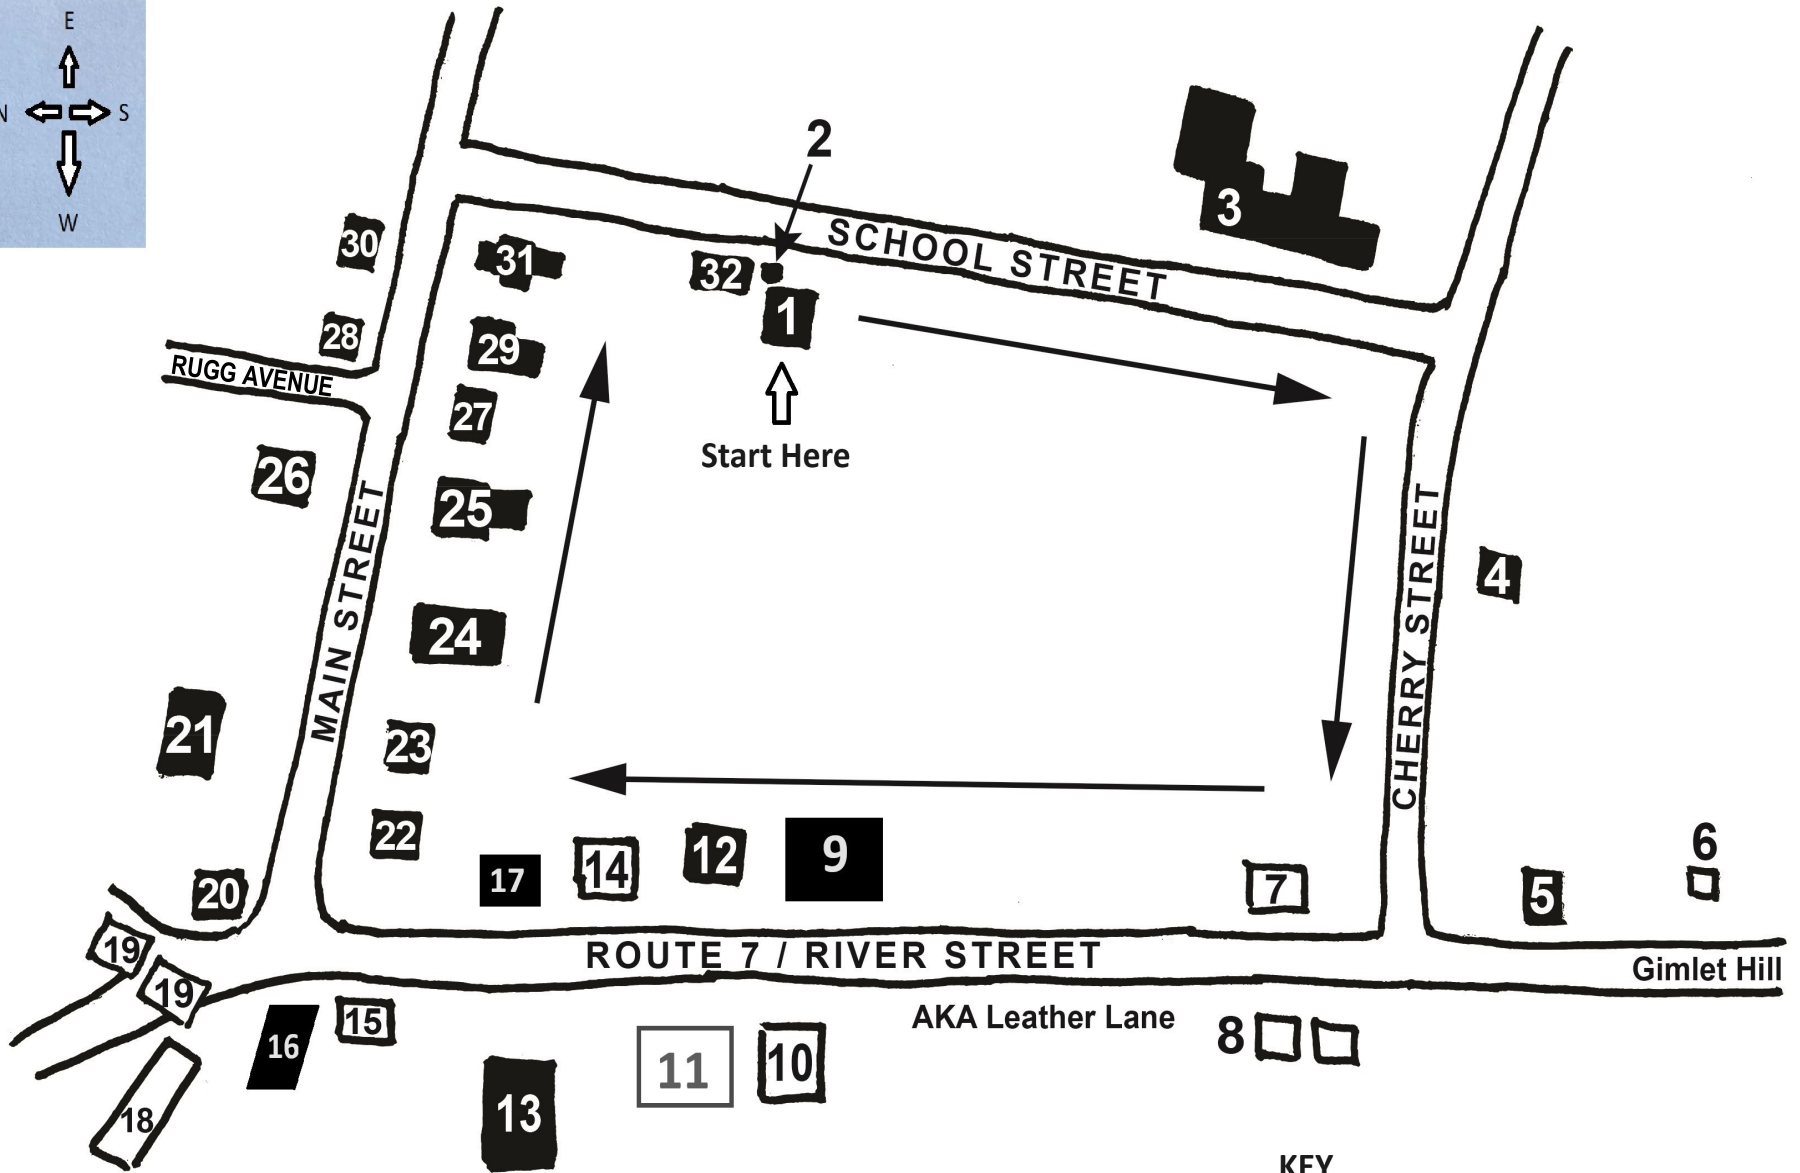 E
N S
W
2
3
SCHOOL STREET
30
31
32
1
28
29
RUGG AVENUE
27
Start Here
26
25
MAIN STREET
CHERRY STREET
4
24
21
23
22
17
14
12
9
7
5
6
20
19
19
ROUTE 7 / RIVER STREET
Gimlet Hill
AKA Leather Lane
16
15
13
11
10
8
18
KEY